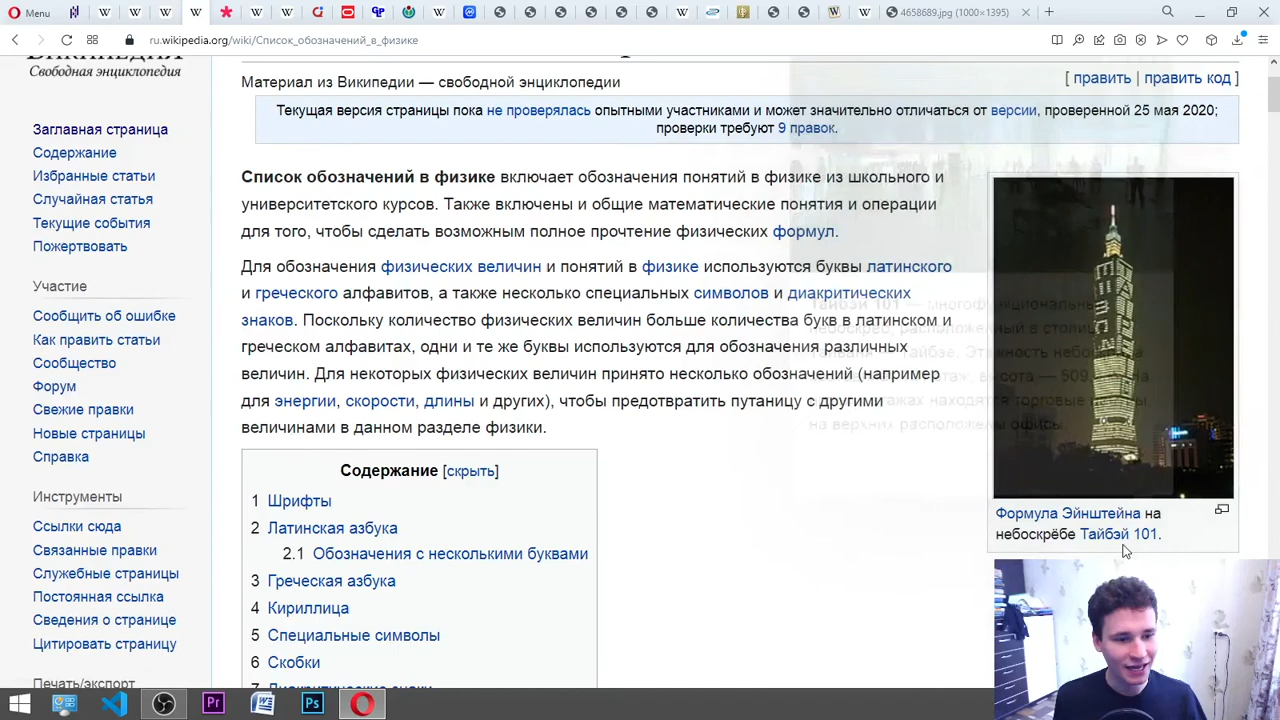 Menu
4658689.jpg (1000×1395)
ru.wikipedia.org/wiki/Список_обозначений_в_физике
Свободная энциклопедия
Заглавная страница
Содержание
Избранные статьи
Случайная статья
Текущие события
Пожертвовать
Участие
Сообщить об ошибке
Как править статьи
Сообщество
Форум
Свежие правки
Новые страницы
Справка
Инструменты
Ссылки сюда
Связанные правки
Служебные страницы
Постоянная ссылка
Сведения о странице
Цитировать страницу
Печать/экспорт
Материал из Википедии — свободной энциклопедии
[ править | править код ]
Текущая версия страницы пока не проверялась опытными участниками и может значительно отличаться от версии, проверенной 25 мая 2020;
проверки требуют 9 правок.
Список обозначений в физике включает обозначения понятий в физике из школьного и
университетского курсов. Также включены и общие математические понятия и операции
для того, чтобы сделать возможным полное прочтение физических формул.
Для обозначения физических величин и понятий в физике используются буквы латинского
и греческого алфавитов, а также несколько специальных символов и диакритических
знаков. Поскольку количество физических величин больше количества букв в латинском и
греческом алфавитах, одни и те же буквы используются для обозначения различных
величин. Для некоторых физических величин принято несколько обозначений (например
для энергии, скорости, длины и других), чтобы предотвратить путаницу с другими
величинами в данном разделе физики.
Содержание [скрыть]
1 Шрифты
2 Латинская азбука
2.1 Обозначения с несколькими буквами
3 Греческая азбука
4 Кириллица
5 Специальные символы
6 Скобки
Формула Эйнштейна на
небоскрёбе Тайбэй 101.
Pr
Ps